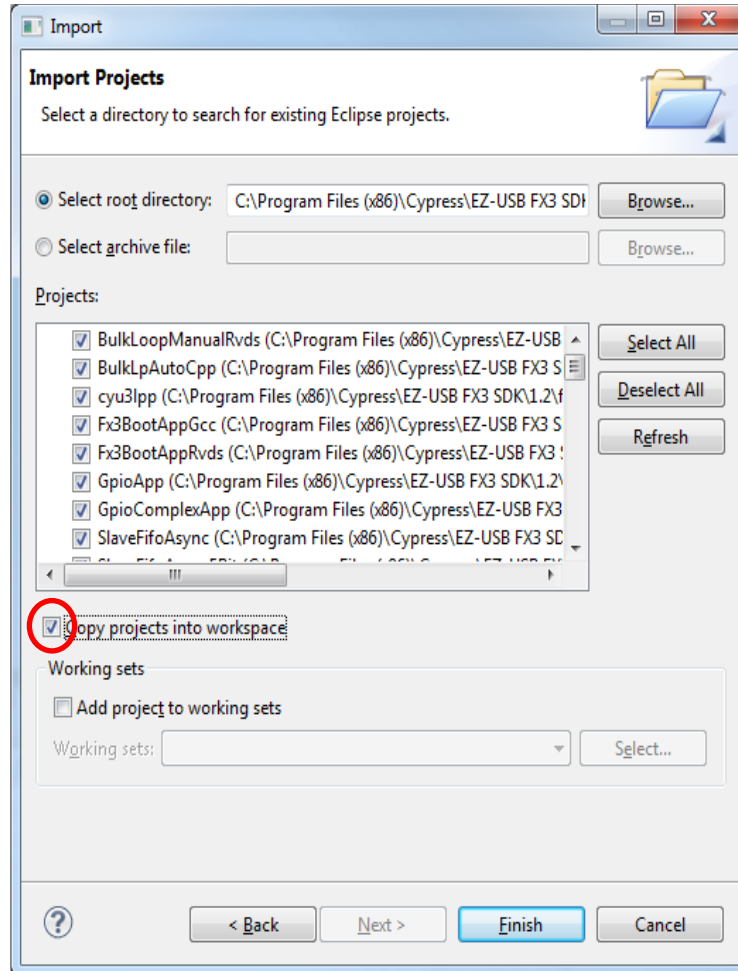 Import
Import Projects
Select a directory to search for existing Eclipse projects.
Select root directory: C:\Program Files (x86)\Cypress\EZ-USB FX3 SDK Browse...
Select archive file: Browse...
Projects:
BulkLoopManualRvds (C:\Program Files (x86)\Cypress\EZ-USB
BulkLpAutoCpp (C:\Program Files (x86)\Cypress\EZ-USB FX3 S
cyu3lpp (C:\Program Files (x86)\Cypress\EZ-USB FX3 SDK\1.2\f
Fx3BootAppGcc (C:\Program Files (x86)\Cypress\EZ-USB FX3 S
Fx3BootAppRvds (C:\Program Files (x86)\Cypress\EZ-USB FX3
GpioApp (C:\Program Files (x86)\Cypress\EZ-USB FX3 SDK\1.2\
GpioComplexApp (C:\Program Files (x86)\Cypress\EZ-USB FX3
SlaveFifoAsync (C:\Program Files (x86)\Cypress\EZ-USB FX3 SD
Select All
Deselect All
Refresh
Copy projects into workspace
Working sets
Add project to working sets
Working sets: Select...
< Back Next > Finish Cancel